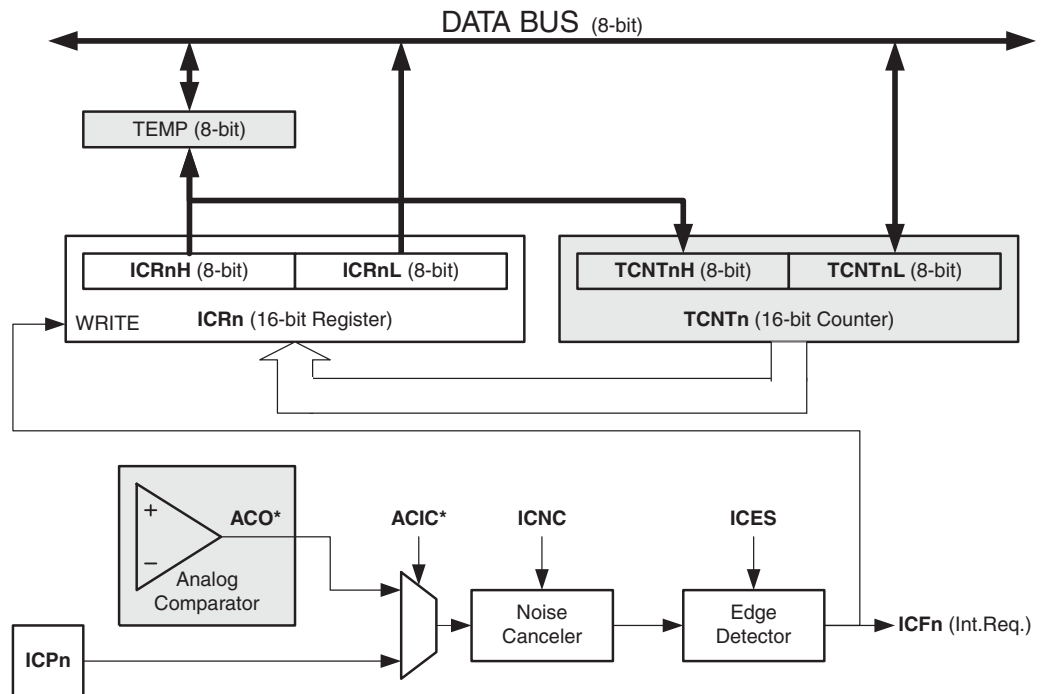 DATA BUS (8-bit)
TEMP (8-bit)
ICRnH (8-bit)
ICRnL (8-bit)
TCNTnH (8-bit)
TCNTnL (8-bit)
WRITE
ICRn (16-bit Register)
TCNTn (16-bit Counter)
+
−
ACO*
Analog
Comparator
ACIC*
ICNC
ICES
Noise
Canceler
Edge
Detector
ICFn (Int.Req.)
ICPn